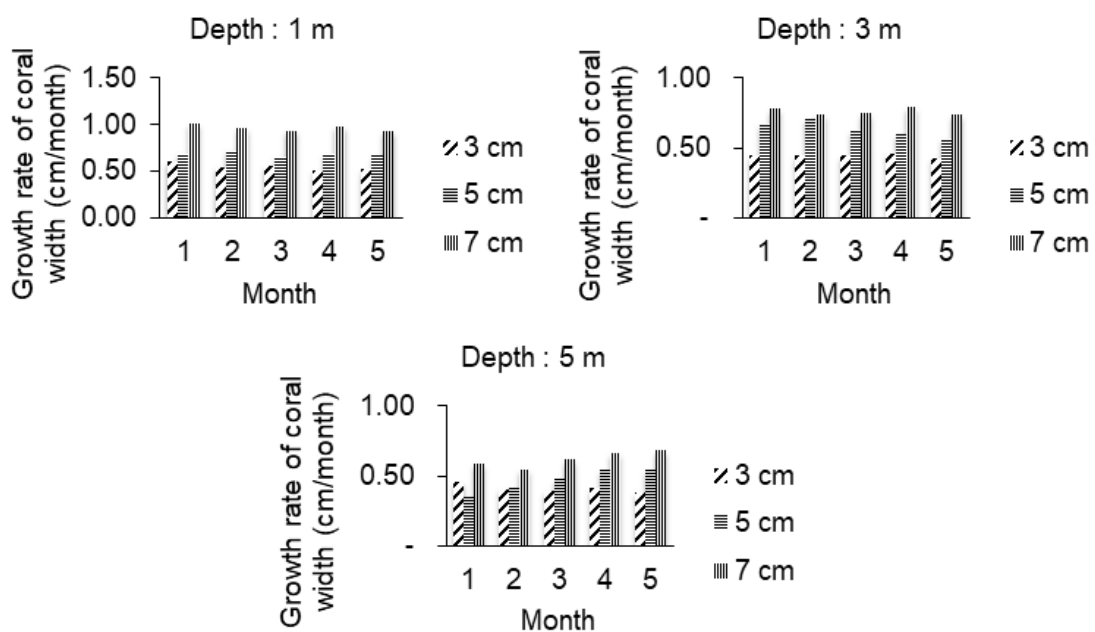 Depth : 1 m
Growth rate of coral
width (cm/month)
1.50
1.00
0.50
0.00
1 2 3 4 5
Month
3 cm
5 cm
7 cm
Depth : 3 m
Growth rate of coral
width (cm/month)
1.00
0.50
-
1 2 3 4 5
Month
3 cm
5 cm
7 cm
Depth : 5 m
Growth rate of coral
width (cm/month)
1.00
0.50
-
1 2 3 4 5
Month
3 cm
5 cm
7 cm